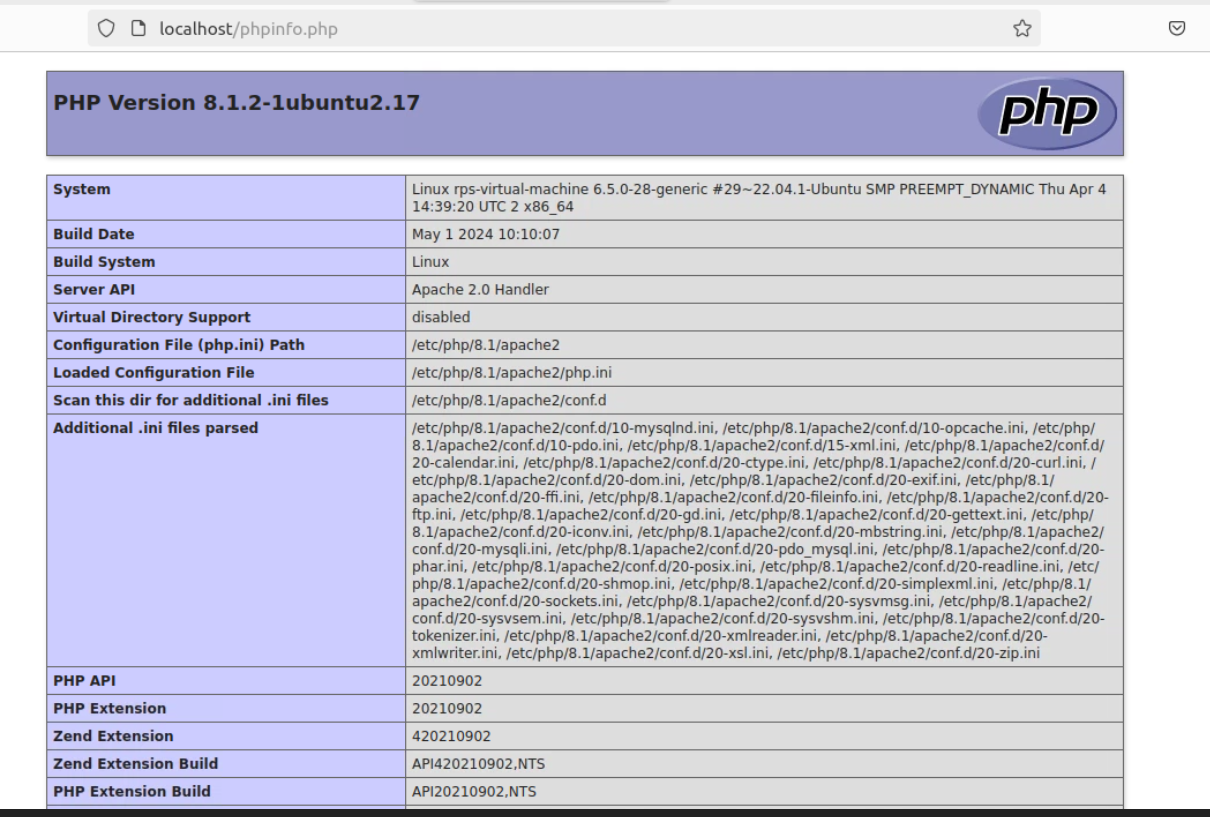 localhost/phpinfo.php
PHP Version 8.1.2-1ubuntu2.17
php
System
Linux rps-virtual-machine 6.5.0-28-generic #29~22.04.1-Ubuntu SMP PREEMPT_DYNAMIC Thu Apr 4
14:39:20 UTC 2 x86_64
Build Date
May 1 2024 10:10:07
Build System
Linux
Server API
Apache 2.0 Handler
Virtual Directory Support
disabled
Configuration File (php.ini) Path
/etc/php/8.1/apache2
Loaded Configuration File
/etc/php/8.1/apache2/php.ini
Scan this dir for additional .ini files
/etc/php/8.1/apache2/conf.d
Additional .ini files parsed
/etc/php/8.1/apache2/conf.d/10-mysqlnd.ini, /etc/php/8.1/apache2/conf.d/10-opcache.ini, /etc/php/
8.1/apache2/conf.d/10-pdo.ini, /etc/php/8.1/apache2/conf.d/15-xml.ini, /etc/php/8.1/apache2/conf.d/
20-calendar.ini, /etc/php/8.1/apache2/conf.d/20-ctype.ini, /etc/php/8.1/apache2/conf.d/20-curl.ini, /
etc/php/8.1/apache2/conf.d/20-dom.ini, /etc/php/8.1/apache2/conf.d/20-exif.ini, /etc/php/8.1/
apache2/conf.d/20-ffi.ini, /etc/php/8.1/apache2/conf.d/20-fileinfo.ini, /etc/php/8.1/apache2/conf.d/20-
ftp.ini, /etc/php/8.1/apache2/conf.d/20-gd.ini, /etc/php/8.1/apache2/conf.d/20-gettext.ini, /etc/php/
8.1/apache2/conf.d/20-iconv.ini, /etc/php/8.1/apache2/conf.d/20-mbstring.ini, /etc/php/8.1/apache2/
conf.d/20-mysqli.ini, /etc/php/8.1/apache2/conf.d/20-pdo_mysql.ini, /etc/php/8.1/apache2/conf.d/20-
phar.ini, /etc/php/8.1/apache2/conf.d/20-posix.ini, /etc/php/8.1/apache2/conf.d/20-readline.ini, /etc/
php/8.1/apache2/conf.d/20-shmop.ini, /etc/php/8.1/apache2/conf.d/20-simplexml.ini, /etc/php/8.1/
apache2/conf.d/20-sockets.ini, /etc/php/8.1/apache2/conf.d/20-sysvmsg.ini, /etc/php/8.1/apache2/
conf.d/20-sysvsem.ini, /etc/php/8.1/apache2/conf.d/20-sysvshm.ini, /etc/php/8.1/apache2/conf.d/20-
tokenizer.ini, /etc/php/8.1/apache2/conf.d/20-xmlreader.ini, /etc/php/8.1/apache2/conf.d/20-
xmlwriter.ini, /etc/php/8.1/apache2/conf.d/20-xsl.ini, /etc/php/8.1/apache2/conf.d/20-zip.ini
PHP API
20210902
PHP Extension
20210902
Zend Extension
420210902
Zend Extension Build
API420210902,NTS
PHP Extension Build
API20210902,NTS